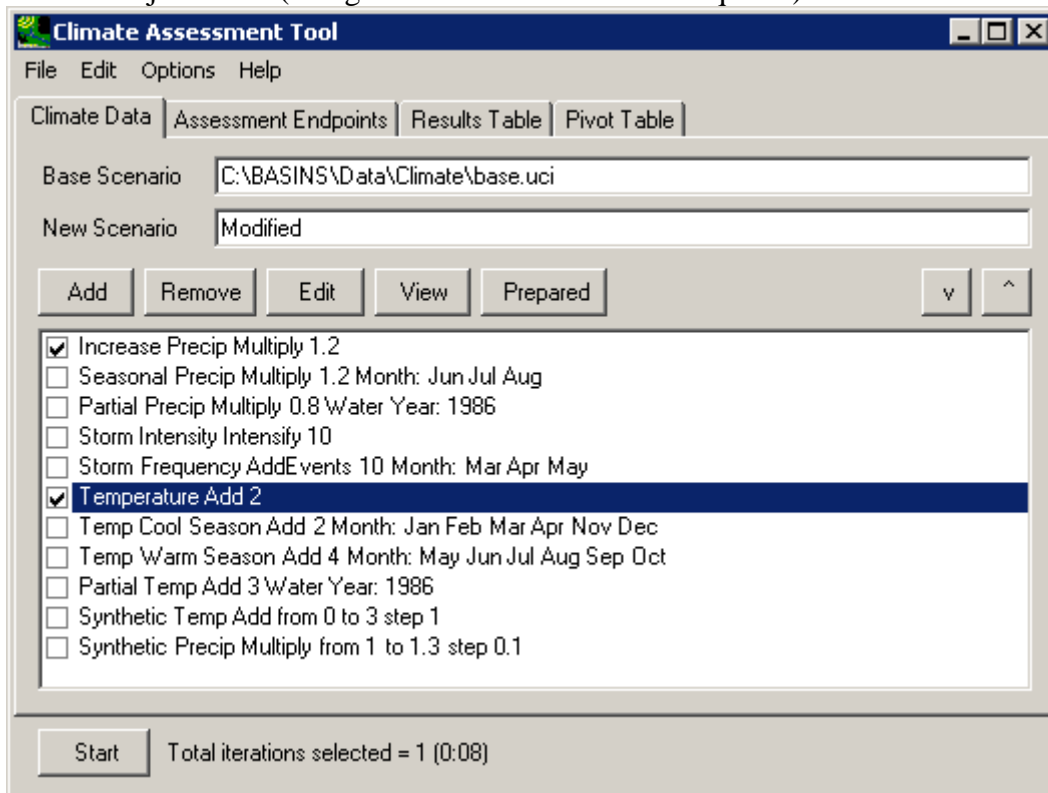 Climate Assessment Tool
File Edit Options Help
Climate Data Assessment Endpoints Results Table Pivot Table
Base Scenario C:\BASINS\Data\Climate\base.uci
New Scenario Modified
Add Remove Edit View Prepared v ^
Increase Precip Multiply 1.2
Seasonal Precip Multiply 1.2 Month: Jun Jul Aug
Partial Precip Multiply 0.8 Water Year: 1986
Storm Intensity Intensify 10
Storm Frequency AddEvents 10 Month: Mar Apr May
Temperature Add 2
Temp Cool Season Add 2 Month: Jan Feb Mar Apr Nov Dec
Temp Warm Season Add 4 Month: May Jun Jul Aug Sep Oct
Partial Temp Add 3 Water Year: 1986
Synthetic Temp Add from 0 to 3 step 1
Synthetic Precip Multiply from 1 to 1.3 step 0.1
Start Total iterations selected = 1 (0:08)